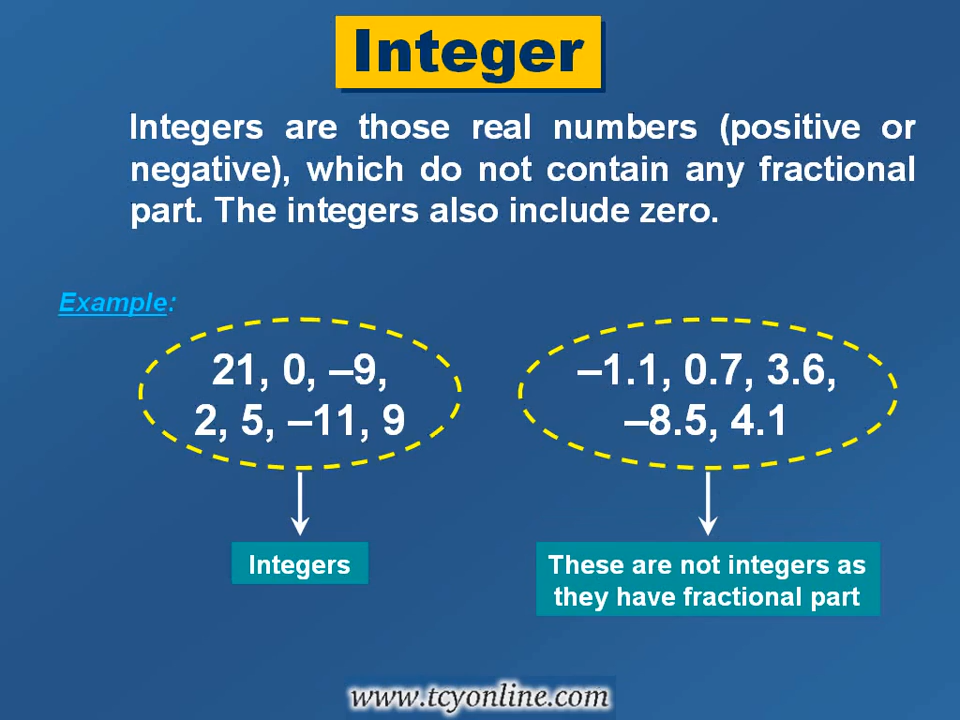 Integer
Integers are those real numbers (positive or
negative), which do not contain any fractional
part. The integers also include zero.
Example:
21, 0, –9,
2, 5, –11, 9
–1.1, 0.7, 3.6,
–8.5, 4.1
Integers
These are not integers as
they have fractional part
www.tcyonline.com